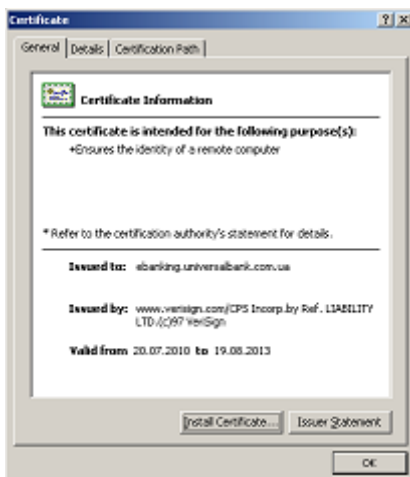 Certificate
General Details Certification Path
Certificate Information
This certificate is intended for the following purpose(s):
•Ensures the identity of a remote computer
* Refer to the certification authority's statement for details.
Issued to: ebanking.universalbank.com.ua
Issued by: www.verisign.com/CPS Incorp.by Ref. LIABILITY
LTD.(c)97 VeriSign
Valid from 20.07.2010 to 19.08.2013
Install Certificate... Issuer Statement
OK